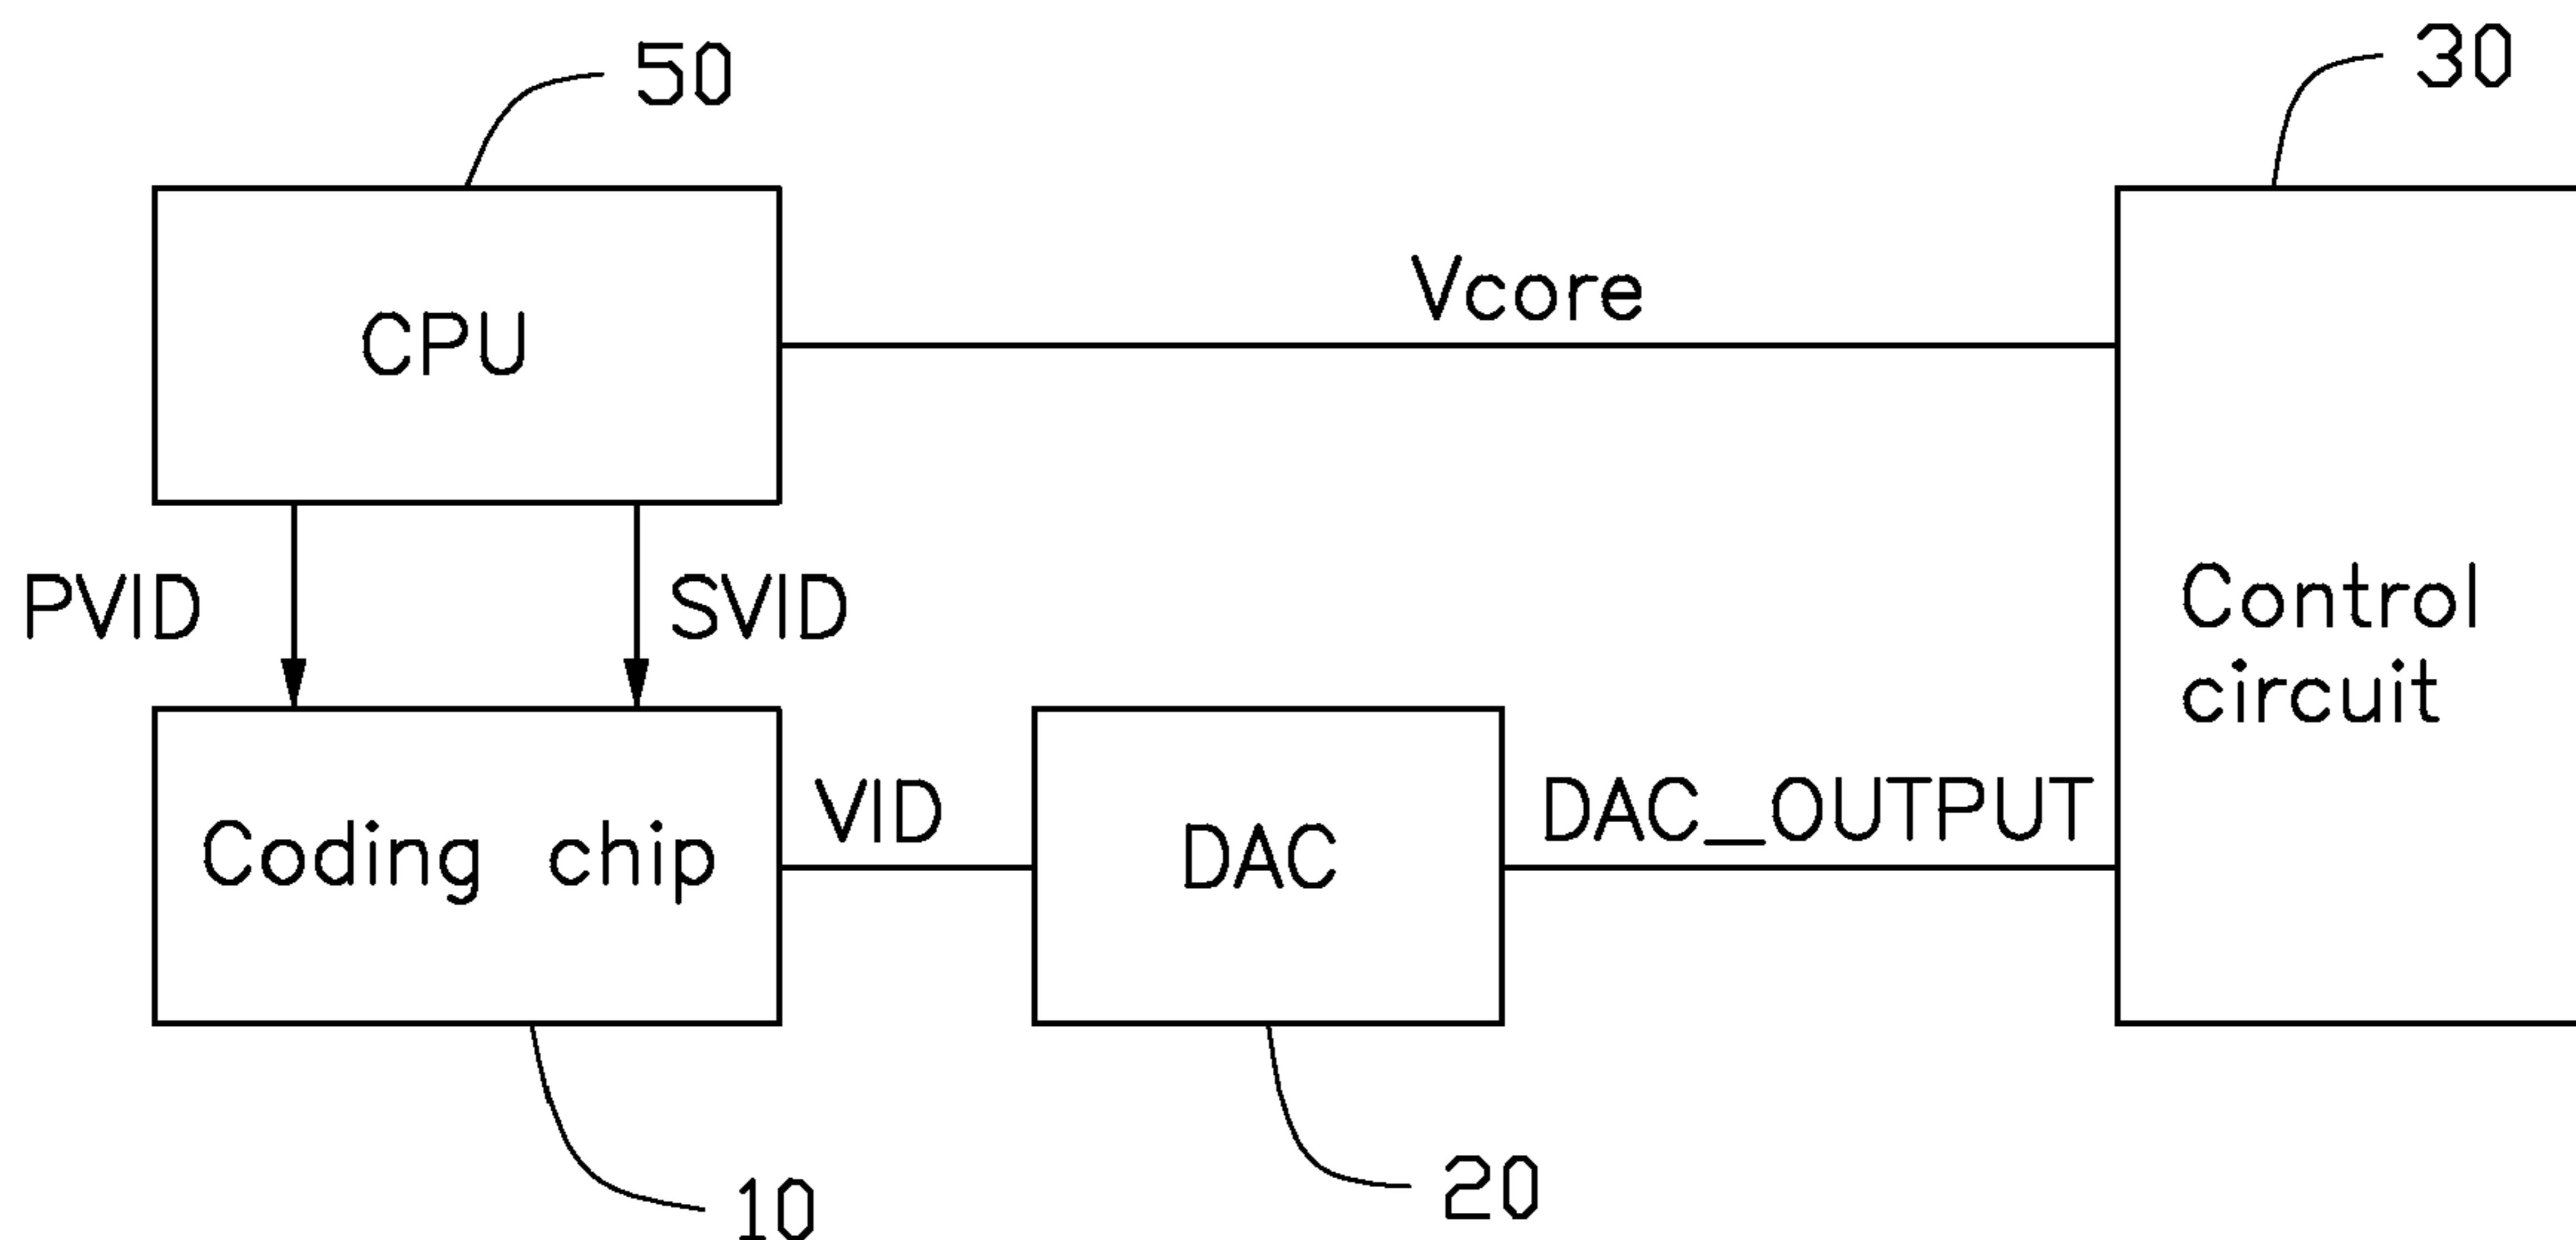 50
30
CPU
Vcore
PVID
SVID
Control
circuit
Coding chip
VID
DAC
DAC_OUTPUT
10
20